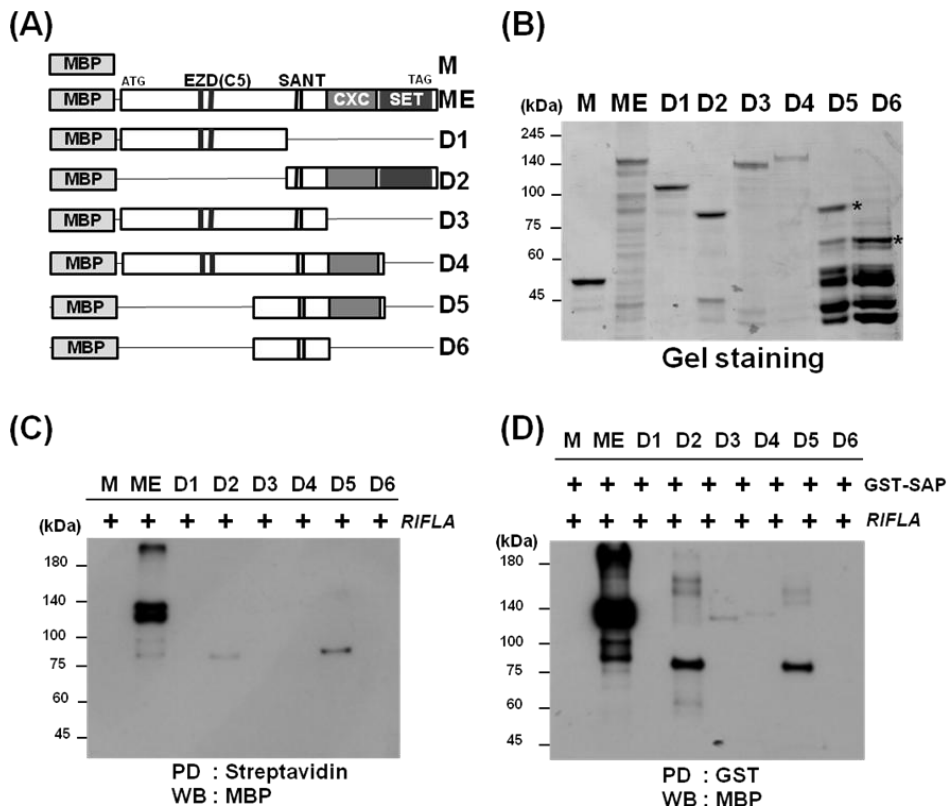 (A)
MBP M
ATG EZD(C5) SANT TAG
MBP CXC SET ME
MBP D1
MBP D2
MBP D3
MBP D4
MBP D5
MBP D6
(B)
(kDa) M ME D1 D2 D3 D4 D5 D6
245
140
100
75
60
45
*
*
Gel staining
(C)
M ME D1 D2 D3 D4 D5 D6
+ + + + + + + + RIFLA
(kDa)
180
140
100
75
60
45
PD : Streptavidin
WB : MBP
(D)
M ME D1 D2 D3 D4 D5 D6
+ + + + + + + + GST-SAP
+ + + + + + + + RIFLA
(kDa)
180
140
100
75
60
45
PD : GST
WB : MBP